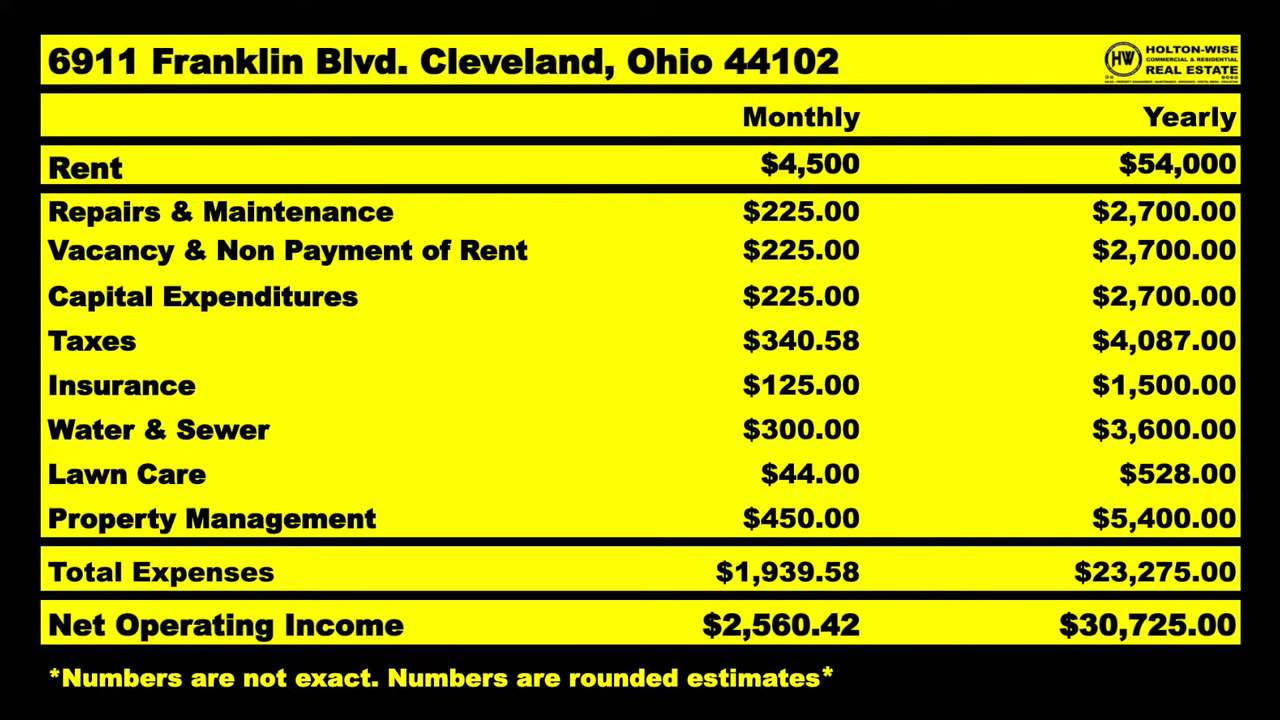 6911 Franklin Blvd. Cleveland, Ohio 44102
HW
HOLTON-WISE
COMMERCIAL & RESIDENTIAL
REAL ESTATE
Monthly Yearly
Rent $4,500 $54,000
Repairs & Maintenance $225.00 $2,700.00
Vacancy & Non Payment of Rent $225.00 $2,700.00
Capital Expenditures $225.00 $2,700.00
Taxes $340.58 $4,087.00
Insurance $125.00 $1,500.00
Water & Sewer $300.00 $3,600.00
Lawn Care $44.00 $528.00
Property Management $450.00 $5,400.00
Total Expenses $1,939.58 $23,275.00
Net Operating Income $2,560.42 $30,725.00
*Numbers are not exact. Numbers are rounded estimates*